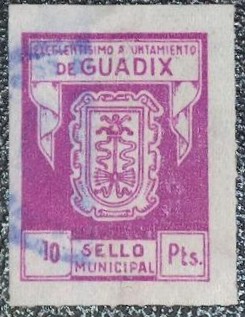 EXCELENTISIMO AYUNTAMIENTO
DE GUADIX
10 SELLO Pts.
MUNICIPAL